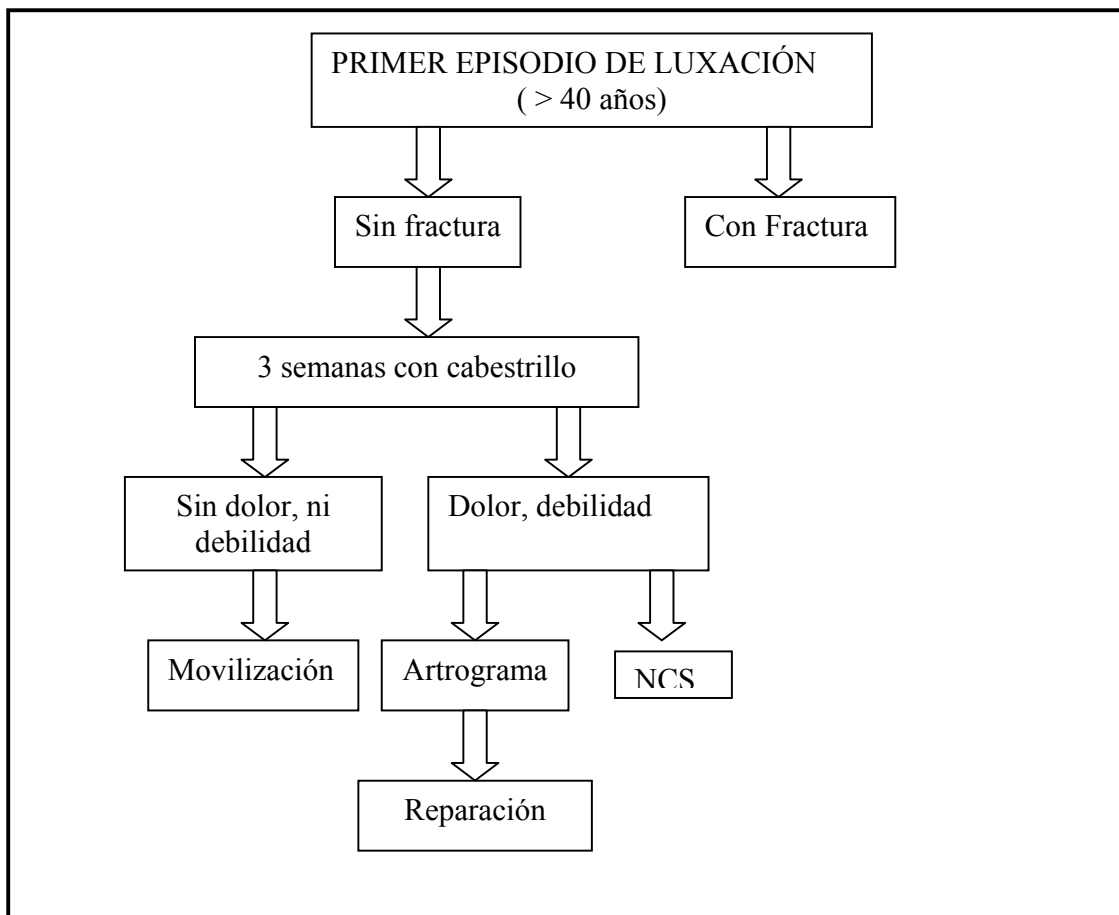 PRIMER EPISODIO DE LUXACIÓN
( > 40 años)
Sin fractura
Con Fractura
3 semanas con cabestrillo
Sin dolor, ni
debilidad
Dolor, debilidad
Movilización
Artrograma
NCS
Reparación